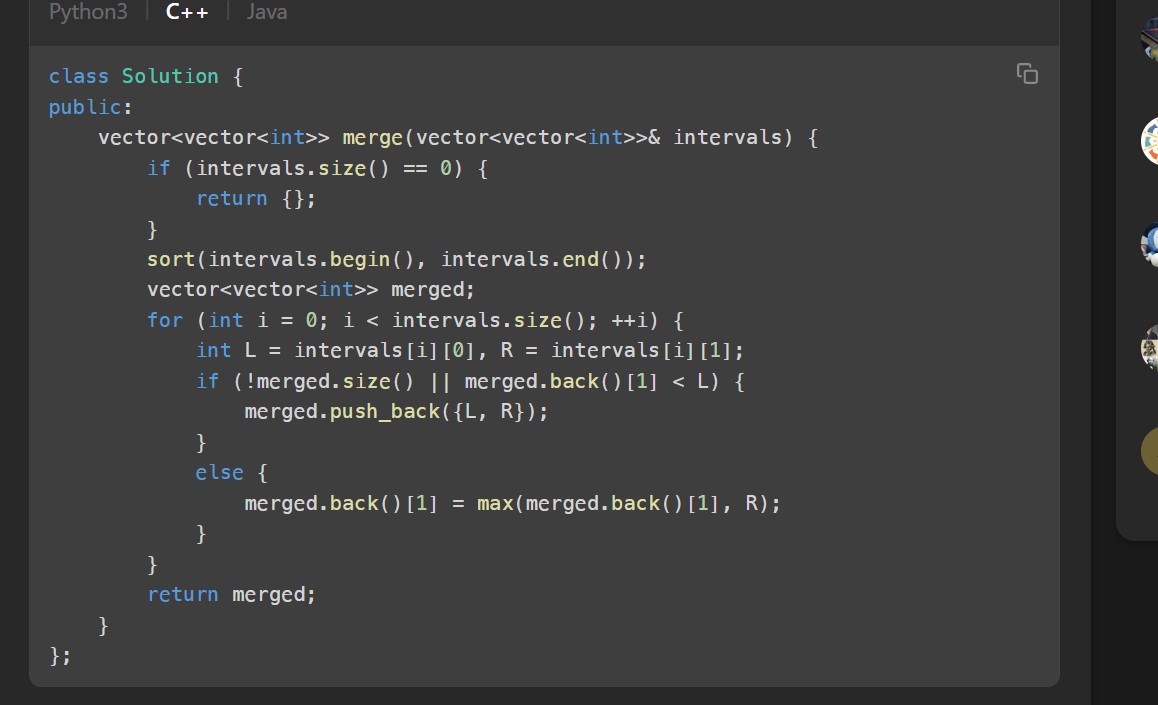 Python3 | C++ | Java
class Solution {
public:
    vector<vector<int>> merge(vector<vector<int>>& intervals) {
        if (intervals.size() == 0) {
            return {};
        }
        sort(intervals.begin(), intervals.end());
        vector<vector<int>> merged;
        for (int i = 0; i < intervals.size(); ++i) {
            int L = intervals[i][0], R = intervals[i][1];
            if (!merged.size() || merged.back()[1] < L) {
                merged.push_back({L, R});
            }
            else {
                merged.back()[1] = max(merged.back()[1], R);
            }
        }
        return merged;
    }
};